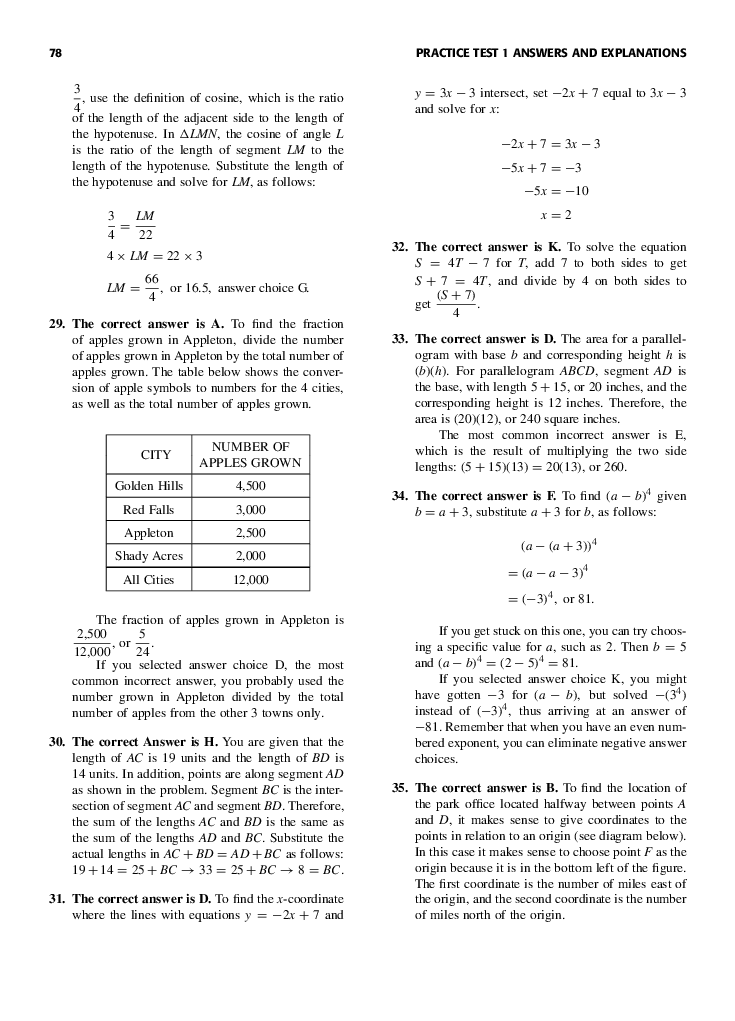 78
PRACTICE TEST 1 ANSWERS AND EXPLANATIONS
3/4, use the definition of cosine, which is the ratio
of the length of the adjacent side to the length of
the hypotenuse. In ΔLMN, the cosine of angle L
is the ratio of the length of segment LM to the
length of the hypotenuse. Substitute the length of
the hypotenuse and solve for LM, as follows:
3/4 = LM/22
4 × LM = 22 × 3
LM = 66/4, or 16.5, answer choice G.
29. The correct answer is A. To find the fraction
of apples grown in Appleton, divide the number
of apples grown in Appleton by the total number of
apples grown. The table below shows the conver-
sion of apple symbols to numbers for the 4 cities,
as well as the total number of apples grown.
CITY NUMBER OF
APPLES GROWN
Golden Hills 4,500
Red Falls 3,000
Appleton 2,500
Shady Acres 2,000
All Cities 12,000
The fraction of apples grown in Appleton is
2,500/12,000, or 5/24.
If you selected answer choice D, the most
common incorrect answer, you probably used the
number grown in Appleton divided by the total
number of apples from the other 3 towns only.
30. The correct Answer is H. You are given that the
length of AC is 19 units and the length of BD is
14 units. In addition, points are along segment AD
as shown in the problem. Segment BC is the inter-
section of segment AC and segment BD. Therefore,
the sum of the lengths AC and BD is the same as
the sum of the lengths AD and BC. Substitute the
actual lengths in AC + BD = AD + BC as follows:
19 + 14 = 25 + BC → 33 = 25 + BC → 8 = BC.
31. The correct answer is D. To find the x-coordinate
where the lines with equations y = −2x + 7 and
y = 3x − 3 intersect, set −2x + 7 equal to 3x − 3
and solve for x:
−2x + 7 = 3x − 3
−5x + 7 = −3
−5x = −10
x = 2
32. The correct answer is K. To solve the equation
S = 4T − 7 for T, add 7 to both sides to get
S + 7 = 4T, and divide by 4 on both sides to
get (S + 7)/4.
33. The correct answer is D. The area for a parallel-
ogram with base b and corresponding height h is
(b)(h). For parallelogram ABCD, segment AD is
the base, with length 5 + 15, or 20 inches, and the
corresponding height is 12 inches. Therefore, the
area is (20)(12), or 240 square inches.
The most common incorrect answer is E,
which is the result of multiplying the two side
lengths: (5 + 15)(13) = 20(13), or 260.
34. The correct answer is F. To find (a − b)⁴ given
b = a + 3, substitute a + 3 for b, as follows:
(a − (a + 3))⁴
= (a − a − 3)⁴
= (−3)⁴, or 81.
If you get stuck on this one, you can try choos-
ing a specific value for a, such as 2. Then b = 5
and (a − b)⁴ = (2 − 5)⁴ = 81.
If you selected answer choice K, you might
have gotten −3 for (a − b), but solved −(3⁴)
instead of (−3)⁴, thus arriving at an answer of
−81. Remember that when you have an even num-
bered exponent, you can eliminate negative answer
choices.
35. The correct answer is B. To find the location of
the park office located halfway between points A
and D, it makes sense to give coordinates to the
points in relation to an origin (see diagram below).
In this case it makes sense to choose point F as the
origin because it is in the bottom left of the figure.
The first coordinate is the number of miles east of
the origin, and the second coordinate is the number
of miles north of the origin.